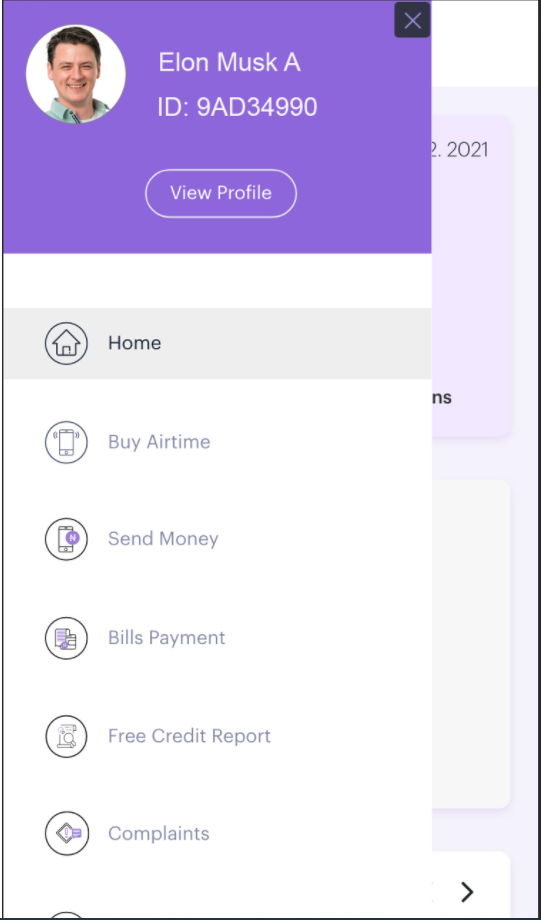 Elon Musk A
ID: 9AD34990
View Profile
2. 2021
Home
ns
Buy Airtime
Send Money
N
Bills Payment
Free Credit Report
Complaints